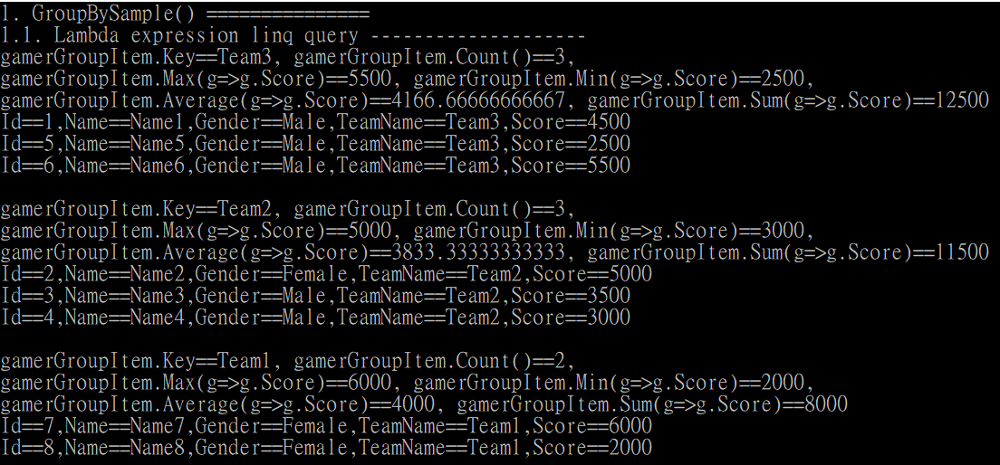 1. GroupBySample() ===============
1.1. Lambda expression linq query --------------------
gamerGroupItem.Key==Team3, gamerGroupItem.Count()==3,
gamerGroupItem.Max(g=>g.Score)==5500, gamerGroupItem.Min(g=>g.Score)==2500,
gamerGroupItem.Average(g=>g.Score)==4166.66666666667, gamerGroupItem.Sum(g=>g.Score)==12500
Id==1,Name==Name1,Gender==Male,TeamName==Team3,Score==4500
Id==5,Name==Name5,Gender==Male,TeamName==Team3,Score==2500
Id==6,Name==Name6,Gender==Male,TeamName==Team3,Score==5500
gamerGroupItem.Key==Team2, gamerGroupItem.Count()==3,
gamerGroupItem.Max(g=>g.Score)==5000, gamerGroupItem.Min(g=>g.Score)==3000,
gamerGroupItem.Average(g=>g.Score)==3833.33333333333, gamerGroupItem.Sum(g=>g.Score)==11500
Id==2,Name==Name2,Gender==Female,TeamName==Team2,Score==5000
Id==3,Name==Name3,Gender==Male,TeamName==Team2,Score==3500
Id==4,Name==Name4,Gender==Male,TeamName==Team2,Score==3000
gamerGroupItem.Key==Team1, gamerGroupItem.Count()==2,
gamerGroupItem.Max(g=>g.Score)==6000, gamerGroupItem.Min(g=>g.Score)==2000,
gamerGroupItem.Average(g=>g.Score)==4000, gamerGroupItem.Sum(g=>g.Score)==8000
Id==7,Name==Name7,Gender==Female,TeamName==Team1,Score==6000
Id==8,Name==Name8,Gender==Female,TeamName==Team1,Score==2000